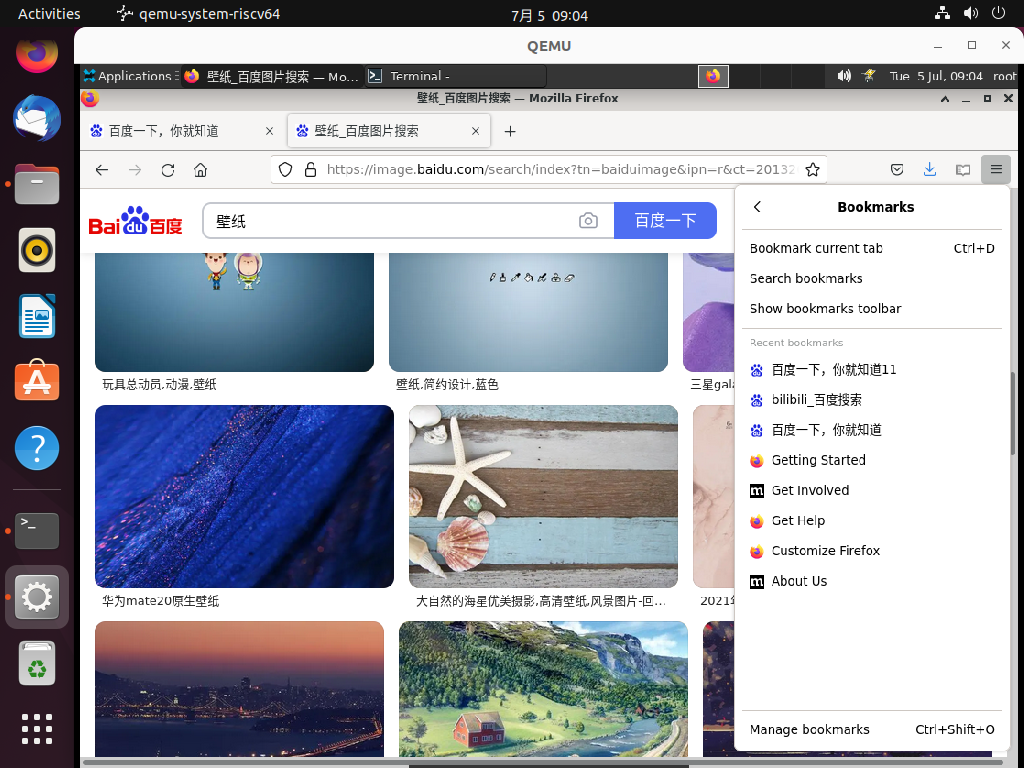 Activities
qemu-system-riscv64
7月 5 09:04
QEMU
Applications
壁纸_百度图片搜索 — Mo...
Terminal -
Tue 5 Jul, 09:04 root
壁纸_百度图片搜索 — Mozilla Firefox
百度一下，你就知道
壁纸_百度图片搜索
https://image.baidu.com/search/index?tn=baiduimage&ipn=r&ct=20132
Bai du 百度
壁纸
百度一下
玩具总动员,动漫,壁纸
壁纸,简约设计,蓝色
三星gala
华为mate20原生壁纸
大自然的海星优美摄影,高清壁纸,风景图片-回...
2021
Bookmarks
Bookmark current tab Ctrl+D
Search bookmarks
Show bookmarks toolbar
Recent bookmarks
百度一下，你就知道11
bilibili_百度搜索
百度一下，你就知道
Getting Started
Get Involved
Get Help
Customize Firefox
About Us
Manage bookmarks Ctrl+Shift+O